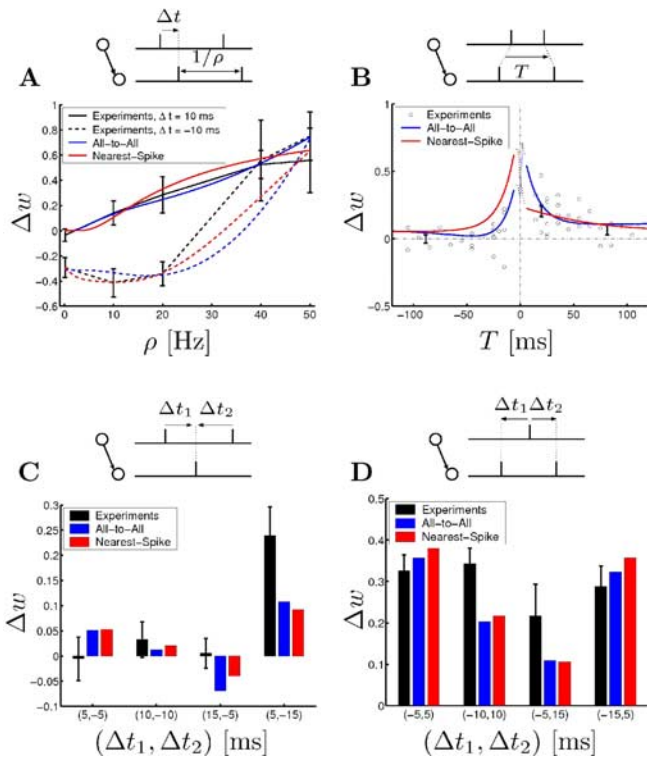 Δt
1/ρ
A
Experiments, Δ t = 10 ms
Experiments, Δ t = −10 ms
All−to−All
Nearest−Spike
Δw
1
0.8
0.6
0.4
0.2
0
−0.2
−0.4
−0.6
0 10 20 30 40 50
ρ [Hz]
B
T
Experiments
All−to−All
Nearest−Spike
Δw
1
0.5
0
−0.5
−100 −50 0 50 100
T [ms]
C
Δt1 Δt2
Experiments
All−to−All
Nearest−Spike
Δw
0.3
0.25
0.2
0.15
0.1
0.05
0
−0.05
−0.1
(5,−5) (10,−10) (15,−5) (5,−15)
(Δt1, Δt2) [ms]
D
Δt1 Δt2
Experiments
All−to−All
Nearest−Spike
Δw
0.5
0.4
0.3
0.2
0.1
0
(−5,5) (−10,10) (−5,15) (−15,5)
(Δt1, Δt2) [ms]